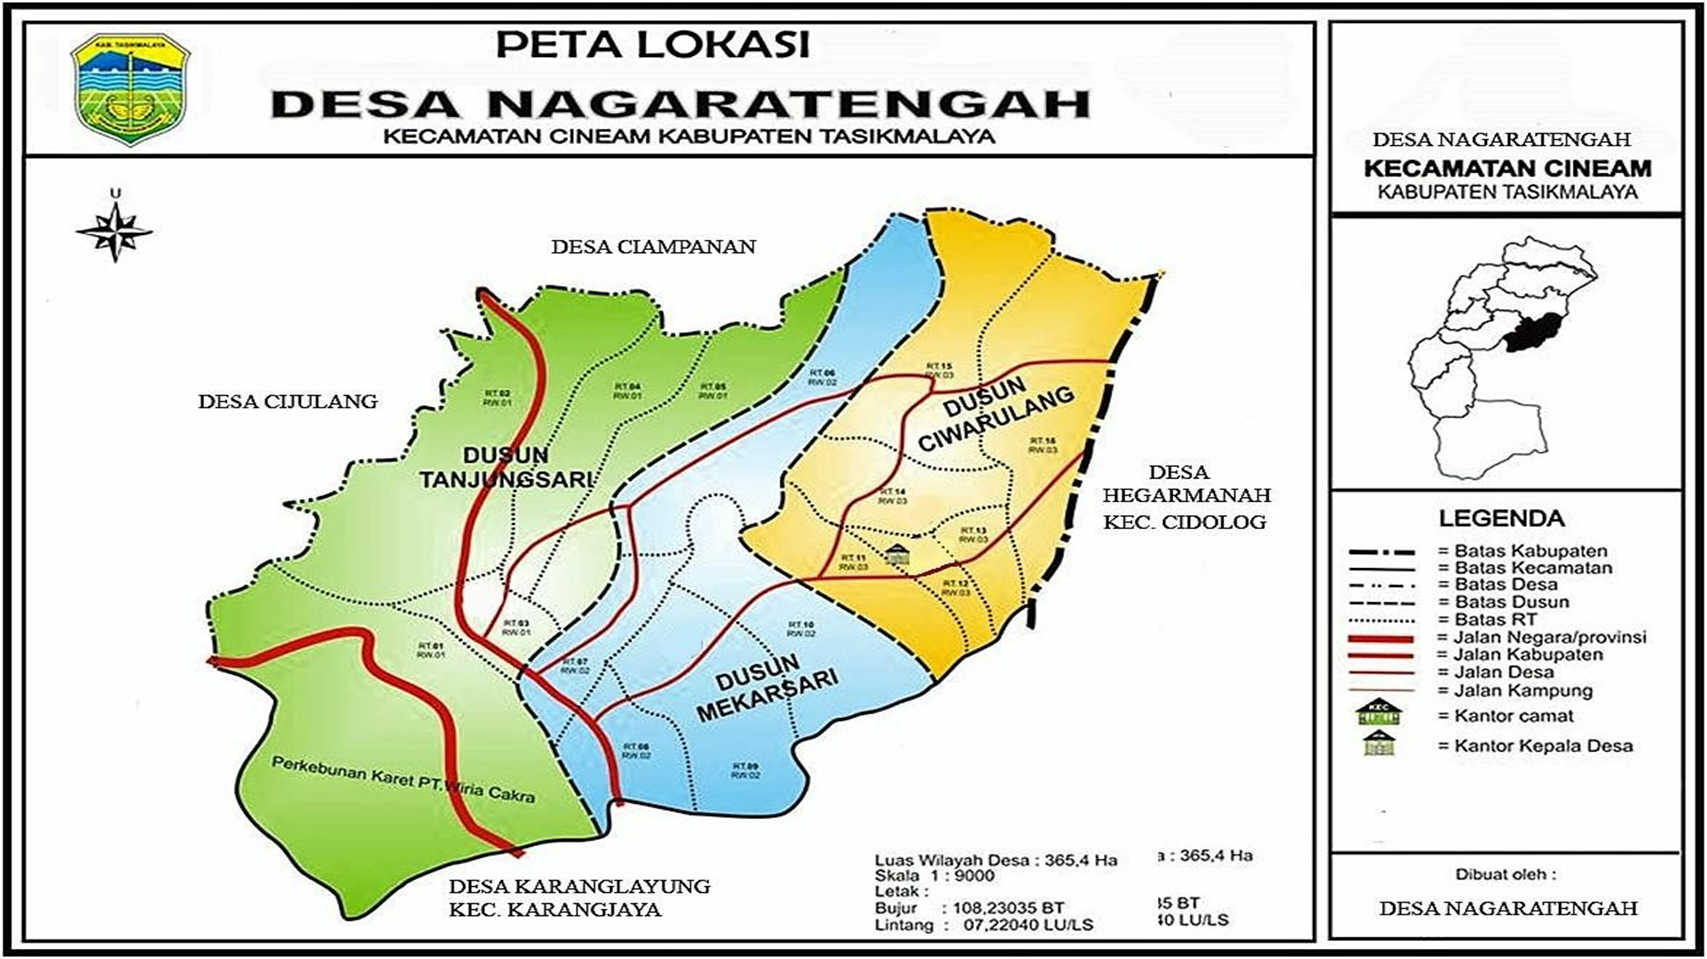 KAB. TASIKMALAYA
PETA LOKASI
DESA NAGARATENGAH
KECAMATAN CINEAM KABUPATEN TASIKMALAYA
DESA NAGARATENGAH
KECAMATAN CINEAM
KABUPATEN TASIKMALAYA
U
DESA CIAMPANAN
DESA CIJULANG
DESA
HEGARMANAH
KEC. CIDOLOG
DESA KARANGLAYUNG
KEC. KARANGJAYA
DUSUN
TANJUNGSARI
DUSUN
CIWARULANG
DUSUN
MEKARSARI
Perkebunan Karet PT.Wiria Cakra
RT.02
RW.01
RT.04
RW.01
RT.05
RW.01
RT.06
RW.02
RT.15
RW.03
RT.16
RW.03
RT.14
RW.03
RT.13
RW.03
RT.11
RW.03
RT.12
RW.03
RT.03
RW.01
RT.01
RW.01
RT.10
RW.02
RT.07
RW.02
RT.08
RW.02
RT.09
RW.02
Luas Wilayah Desa : 365,4 Ha
Skala 1 : 9000
Letak :
Bujur : 108,23035 BT
Lintang : 07,22040 LU/LS
a : 365,4 Ha
35 BT
40 LU/LS
LEGENDA
= Batas Kabupaten
= Batas Kecamatan
= Batas Desa
= Batas Dusun
= Batas RT
= Jalan Negara/provinsi
= Jalan Kabupaten
= Jalan Desa
= Jalan Kampung
KEC
= Kantor camat
= Kantor Kepala Desa
Dibuat oleh :
DESA NAGARATENGAH